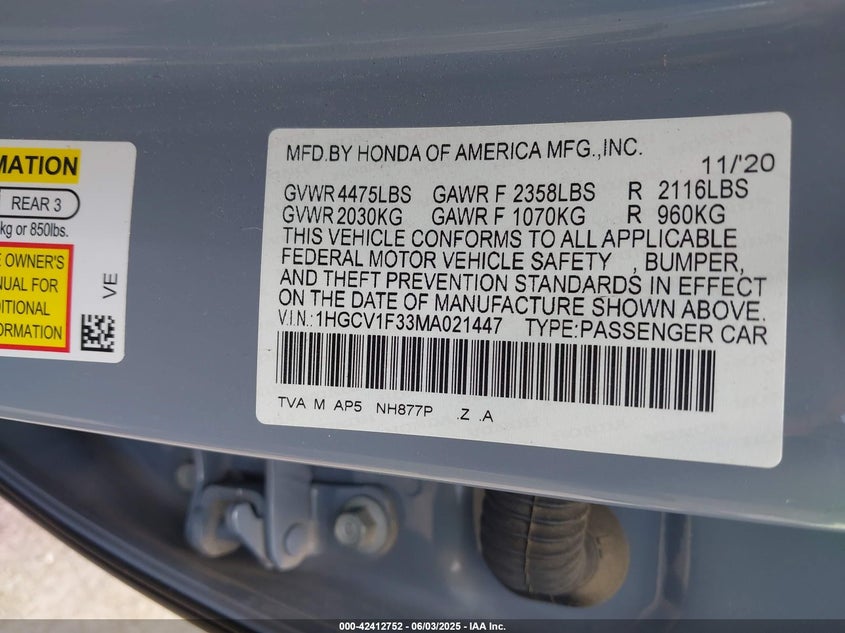 MATION
REAR 3
kg or 850lbs.
E OWNER'S
NUAL FOR
DITIONAL
FORMATION
VE
MFD.BY HONDA OF AMERICA MFG.,INC.
11/'20
GVWR 4475LBS GAWR F 2358LBS R 2116LBS
GVWR 2030KG GAWR F 1070KG R 960KG
THIS VEHICLE CONFORMS TO ALL APPLICABLE
FEDERAL MOTOR VEHICLE SAFETY , BUMPER,
AND THEFT PREVENTION STANDARDS IN EFFECT
ON THE DATE OF MANUFACTURE SHOWN ABOVE.
V.I.N.:1HGCV1F33MA021447 TYPE:PASSENGER CAR
TVA M AP5 NH877P .Z .A
000-42412752 - 06/03/2025 - IAA Inc.